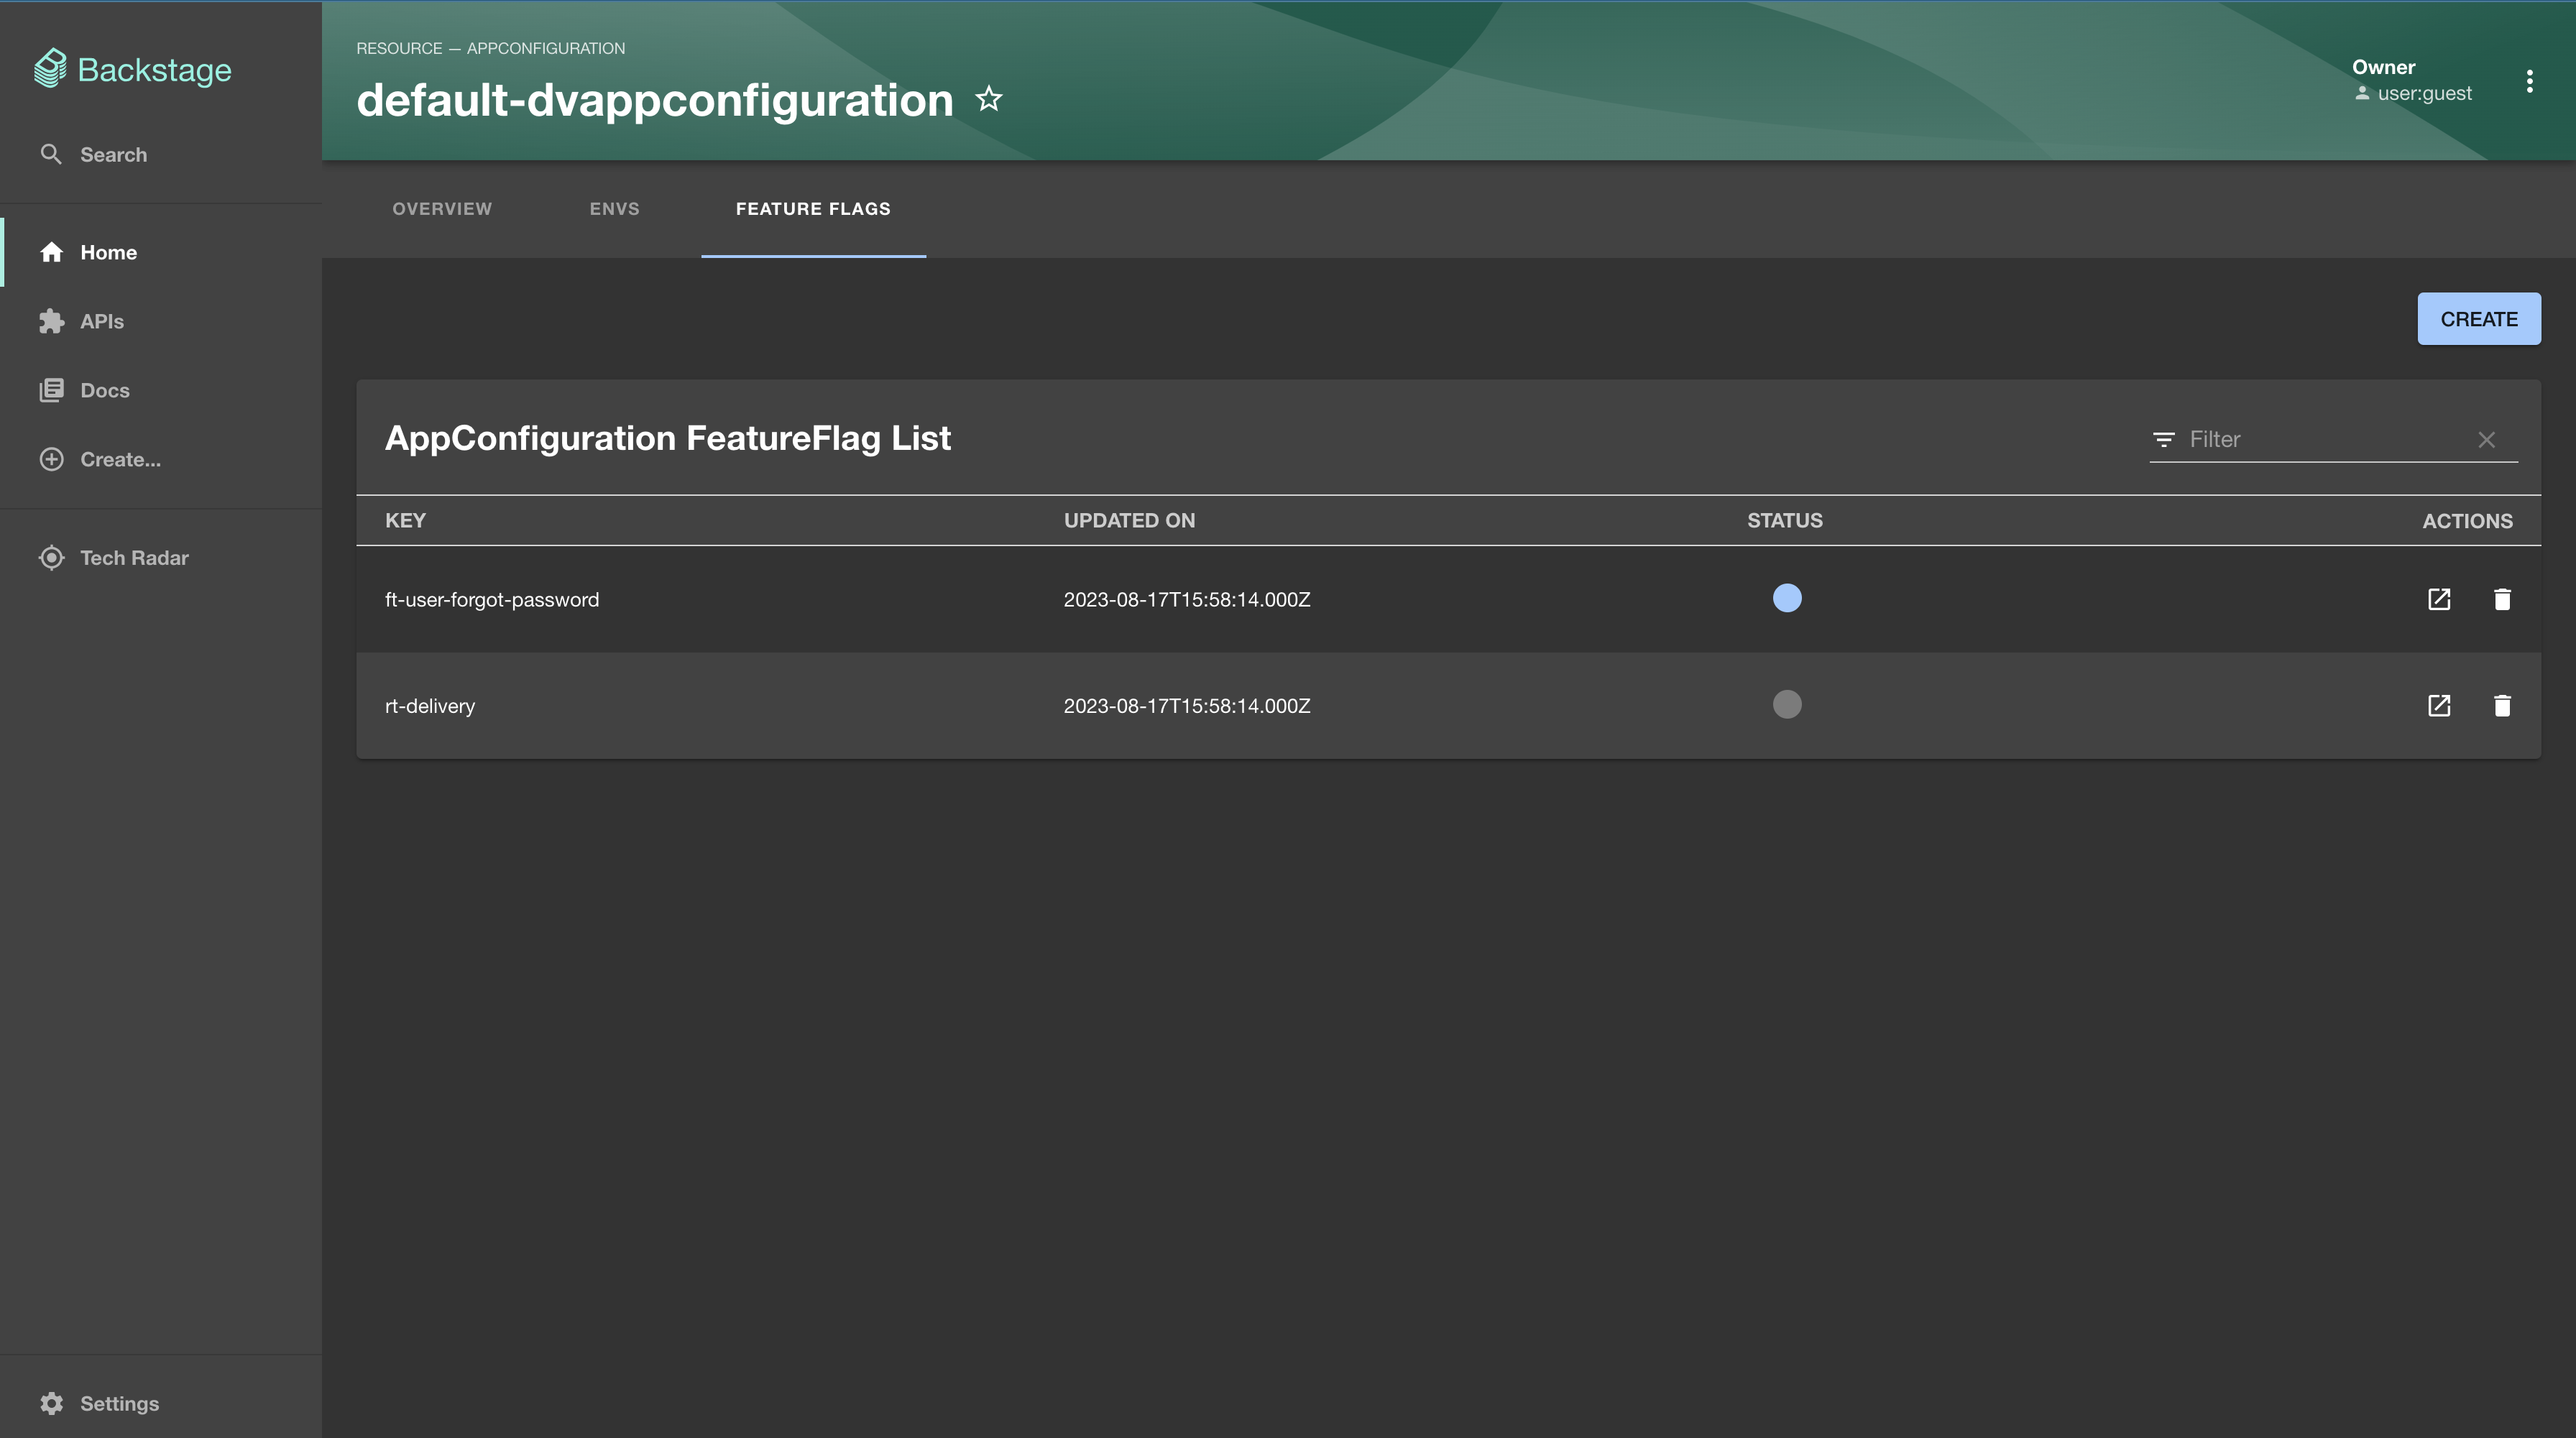 Backstage
Search
Home
APIs
Docs
Create...
Tech Radar
Settings
RESOURCE — APPCONFIGURATION
default-dvappconfiguration
Owner
user:guest
OVERVIEW ENVS FEATURE FLAGS
CREATE
AppConfiguration FeatureFlag List
Filter
KEY UPDATED ON STATUS ACTIONS
ft-user-forgot-password 2023-08-17T15:58:14.000Z
rt-delivery 2023-08-17T15:58:14.000Z